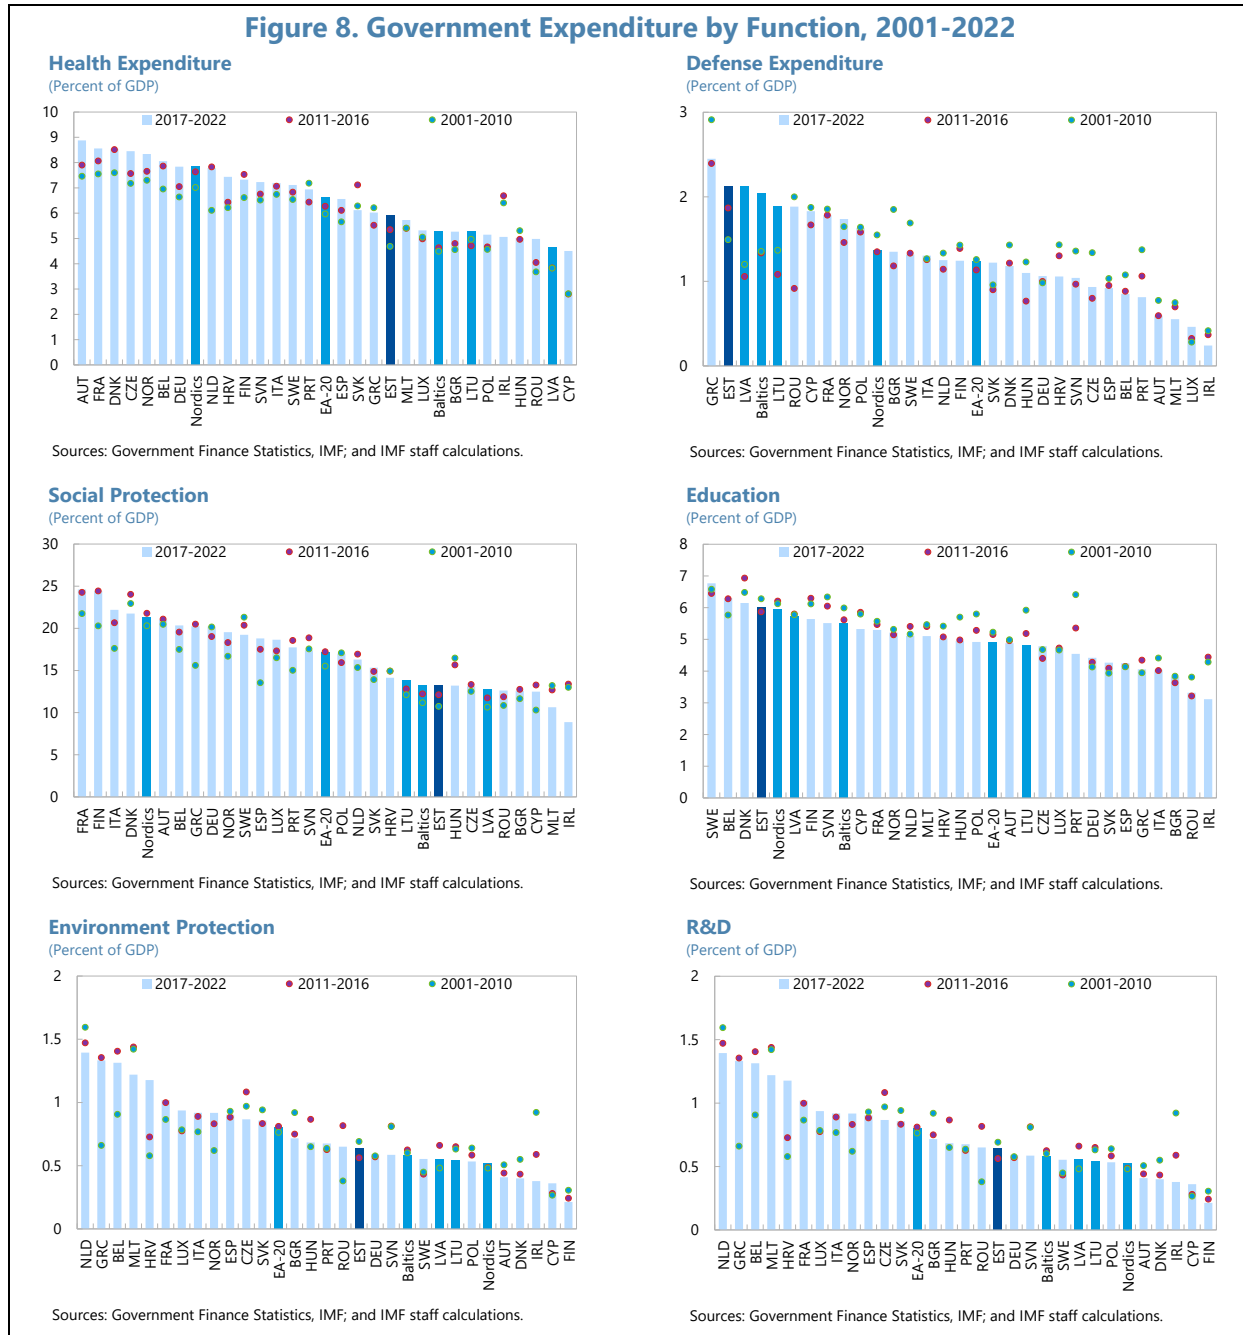 Figure 8. Government Expenditure by Function, 2001-2022
Health Expenditure
(Percent of GDP)
10
9
8
7
6
5
4
3
2
1
0
2017-2022 2011-2016 2001-2010
AUT FRA DNK CZE NOR BEL DEU Nordics NLD HRV FIN SVN ITA SWE PRT EA-20 ESP SVK GRC EST MLT LUX Baltics BGR LTU POL IRL HUN ROU LVA CYP
Sources: Government Finance Statistics, IMF; and IMF staff calculations.
Defense Expenditure
(Percent of GDP)
3
2
1
0
2017-2022 2011-2016 2001-2010
GRC EST LVA Baltics LTU ROU CYP FRA NOR POL Nordics BGR SWE ITA NLD FIN EA-20 SVK DNK HUN DEU HRV SVN CZE ESP BEL PRT AUT MLT LUX IRL
Sources: Government Finance Statistics, IMF; and IMF staff calculations.
Social Protection
(Percent of GDP)
30
25
20
15
10
5
0
2017-2022 2011-2016 2001-2010
FRA FIN ITA DNK Nordics AUT BEL GRC DEU NOR SWE ESP LUX PRT SVN EA-20 POL NLD SVK HRV LTU Baltics EST HUN CZE LVA ROU BGR CYP MLT IRL
Sources: Government Finance Statistics, IMF; and IMF staff calculations.
Education
(Percent of GDP)
8
7
6
5
4
3
2
1
0
2017-2022 2011-2016 2001-2010
SWE BEL DNK EST Nordics LVA FIN SVN Baltics CYP FRA NOR NLD MLT HRV HUN POL EA-20 AUT LTU CZE LUX PRT DEU SVK ESP GRC ITA BGR ROU IRL
Sources: Government Finance Statistics, IMF; and IMF staff calculations.
Environment Protection
(Percent of GDP)
2
1.5
1
0.5
0
2017-2022 2011-2016 2001-2010
NLD GRC BEL MLT HRV FRA LUX ITA NOR ESP CZE SVK EA-20 BGR HUN PRT ROU EST DEU SVN Baltics SWE LVA LTU POL Nordics AUT DNK IRL CYP FIN
Sources: Government Finance Statistics, IMF; and IMF staff calculations.
R&D
(Percent of GDP)
2
1.5
1
0.5
0
2017-2022 2011-2016 2001-2010
NLD GRC BEL MLT HRV FRA LUX ITA NOR ESP CZE SVK EA-20 BGR HUN PRT ROU EST DEU SVN Baltics SWE LVA LTU POL Nordics AUT DNK IRL CYP FIN
Sources: Government Finance Statistics, IMF; and IMF staff calculations.